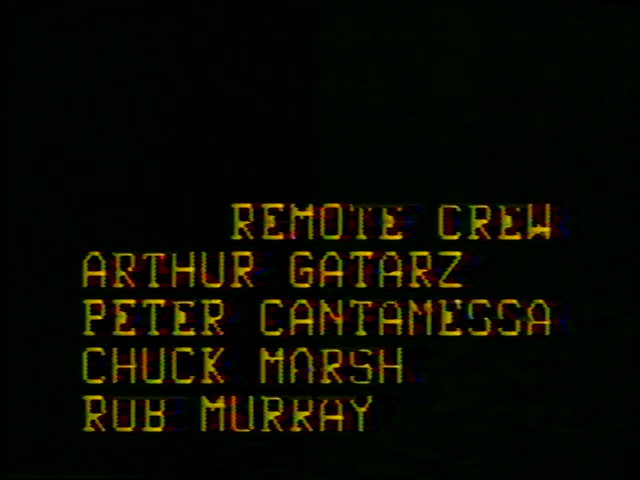 REMOTE CREW
ARTHUR GATARZ
PETER CANTAMESSA
CHUCK MARSH
ROB MURRAY